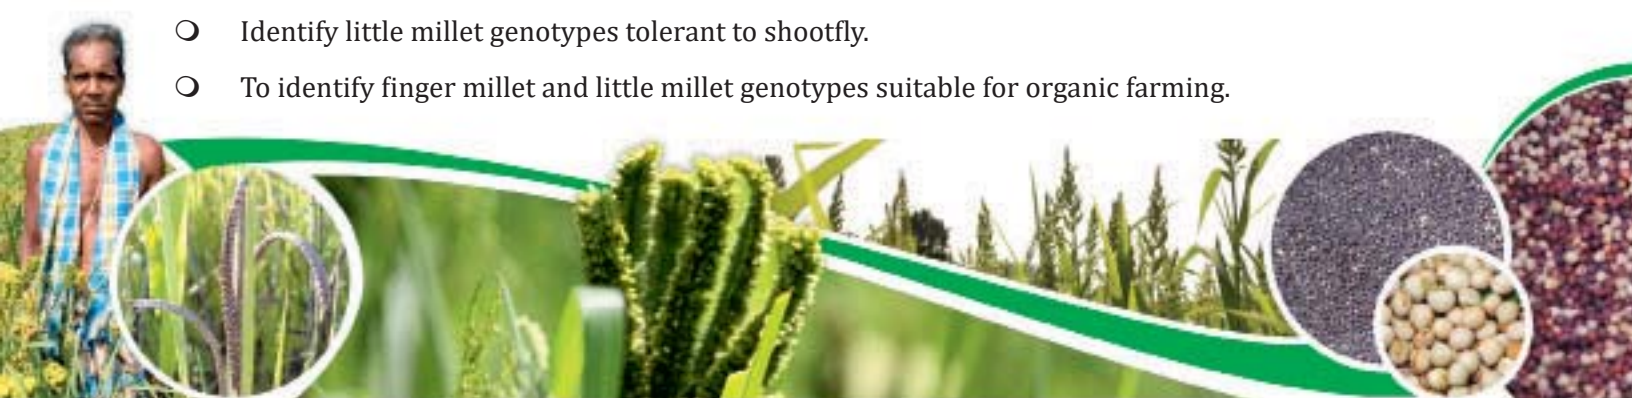 ❍ Identify little millet genotypes tolerant to shootfly.
❍ To identify finger millet and little millet genotypes suitable for organic farming.